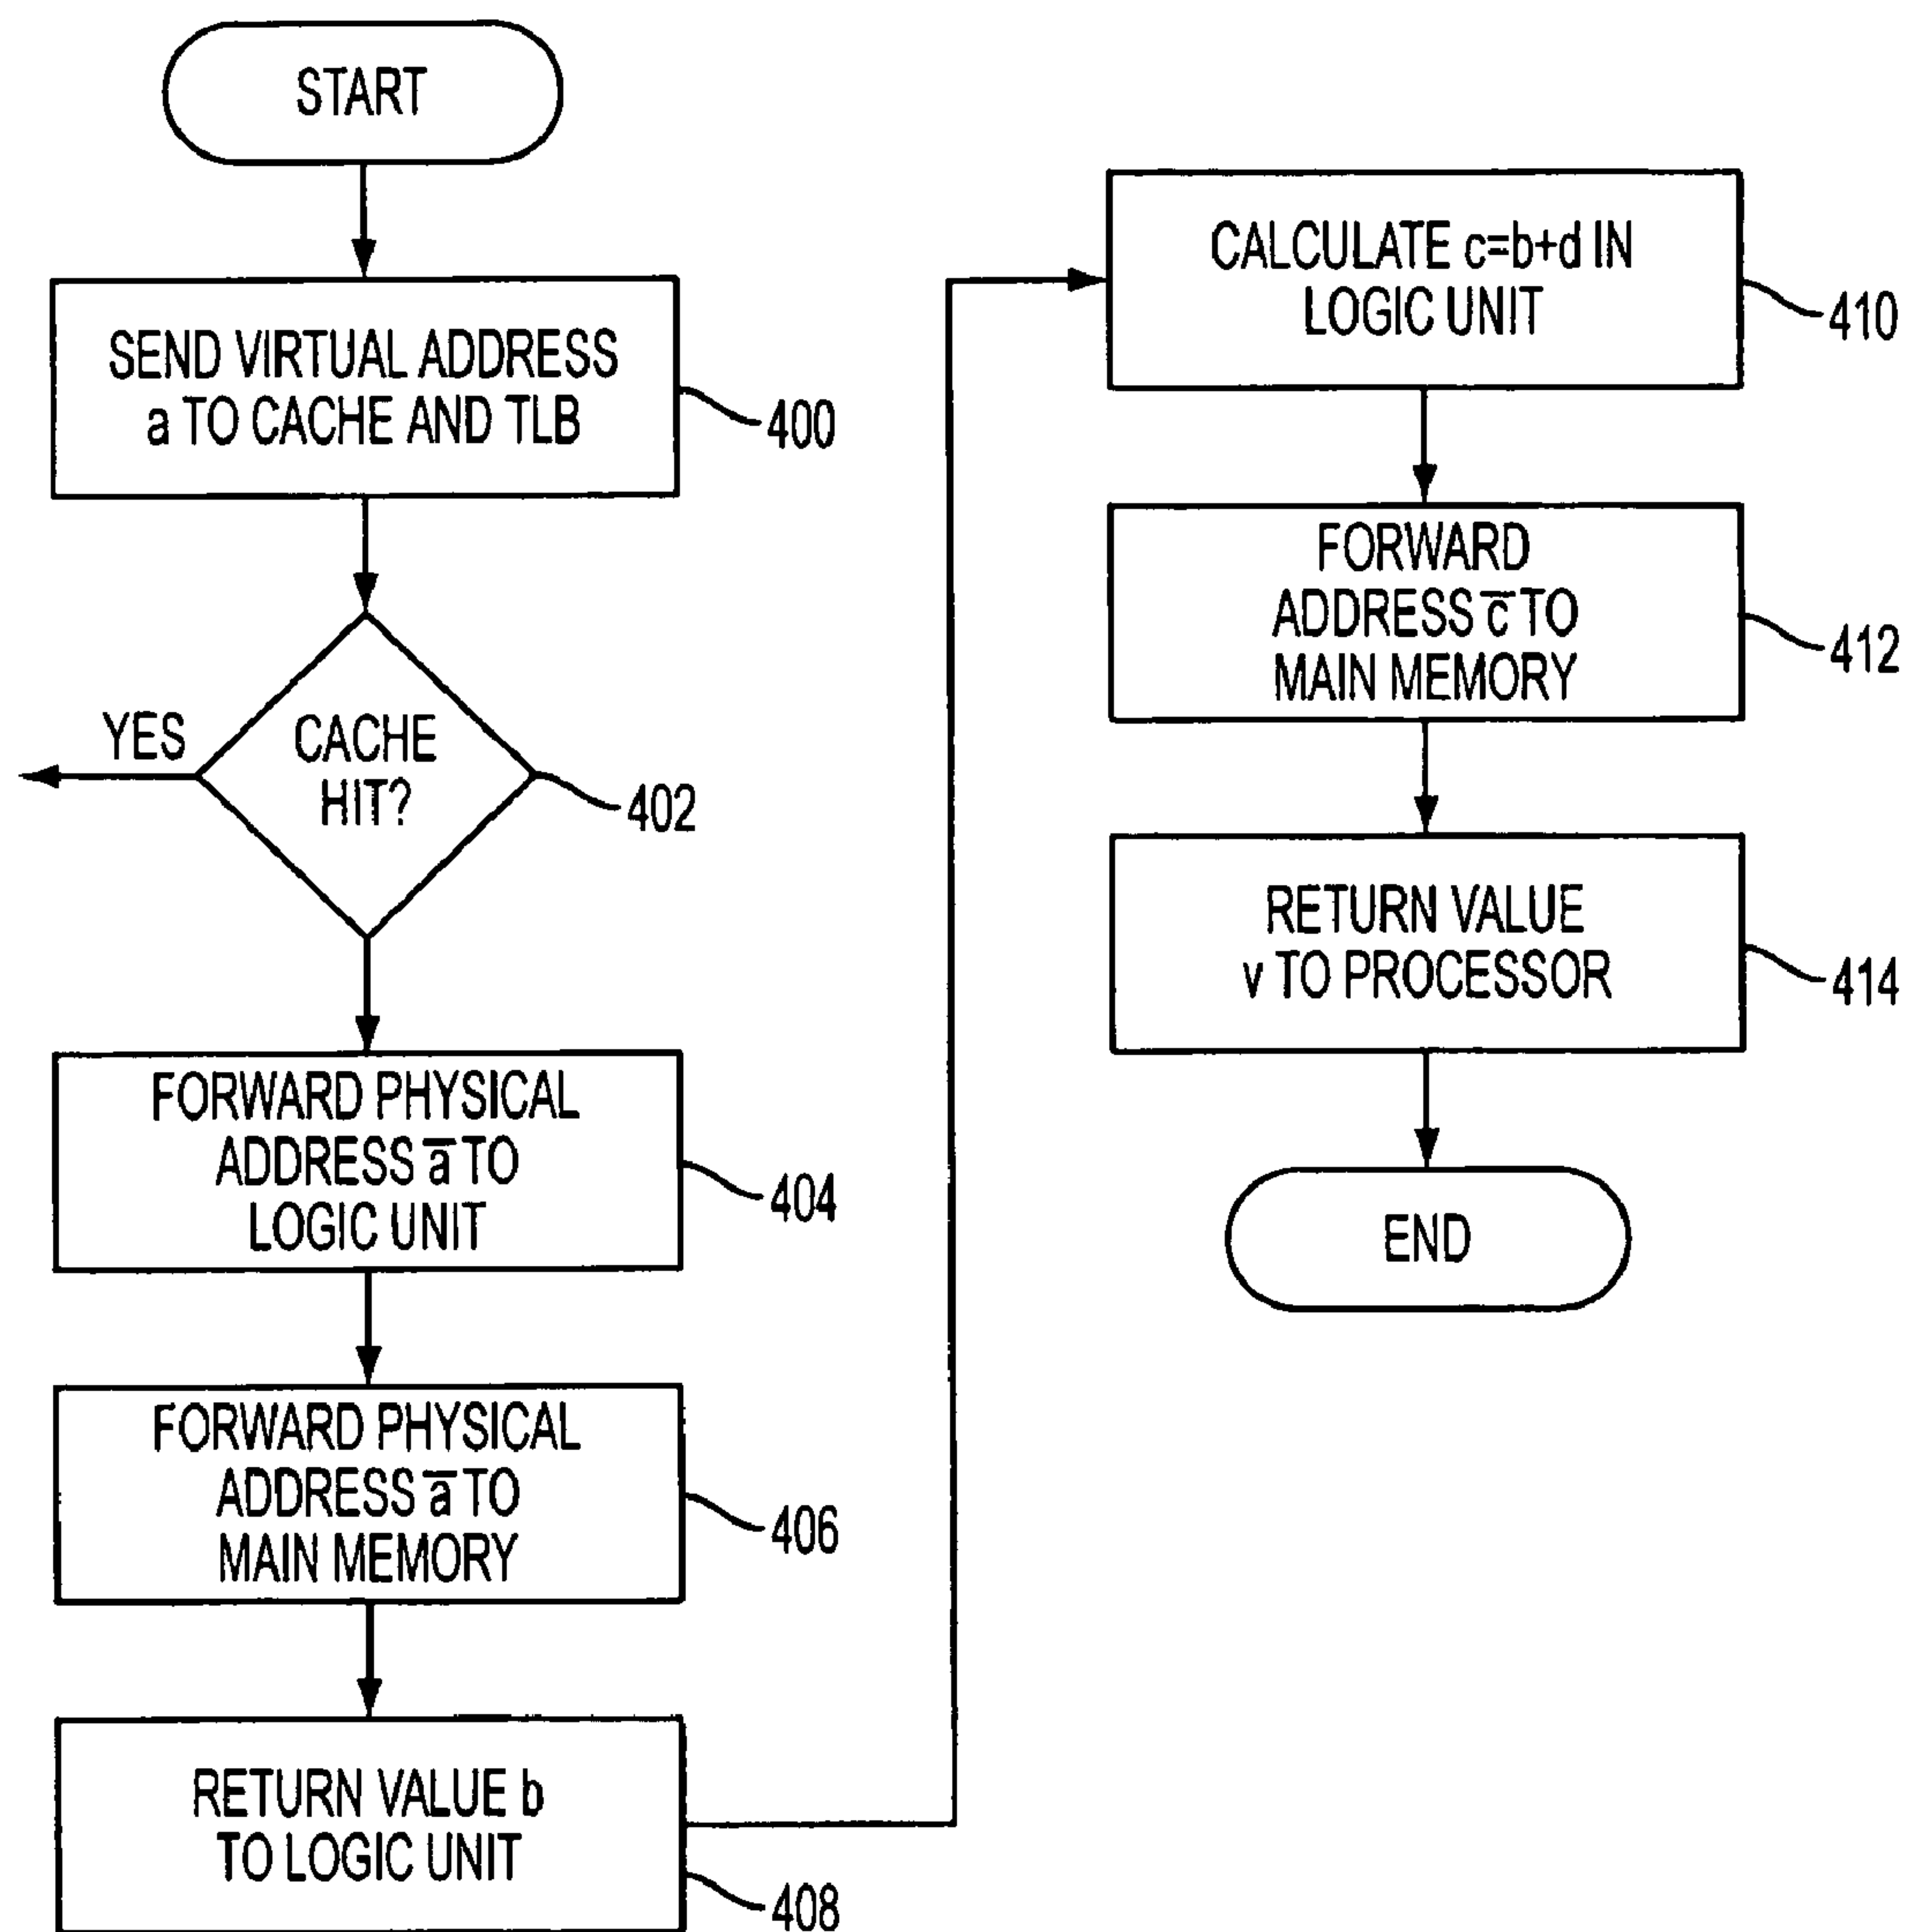 START
SEND VIRTUAL ADDRESS
a TO CACHE AND TLB
400
CACHE
HIT?
YES
402
FORWARD PHYSICAL
ADDRESS a̅ TO
LOGIC UNIT
404
FORWARD PHYSICAL
ADDRESS a̅ TO
MAIN MEMORY
406
RETURN VALUE b
TO LOGIC UNIT
408
CALCULATE c=b+d IN
LOGIC UNIT
410
FORWARD
ADDRESS c̅ TO
MAIN MEMORY
412
RETURN VALUE
v TO PROCESSOR
414
END